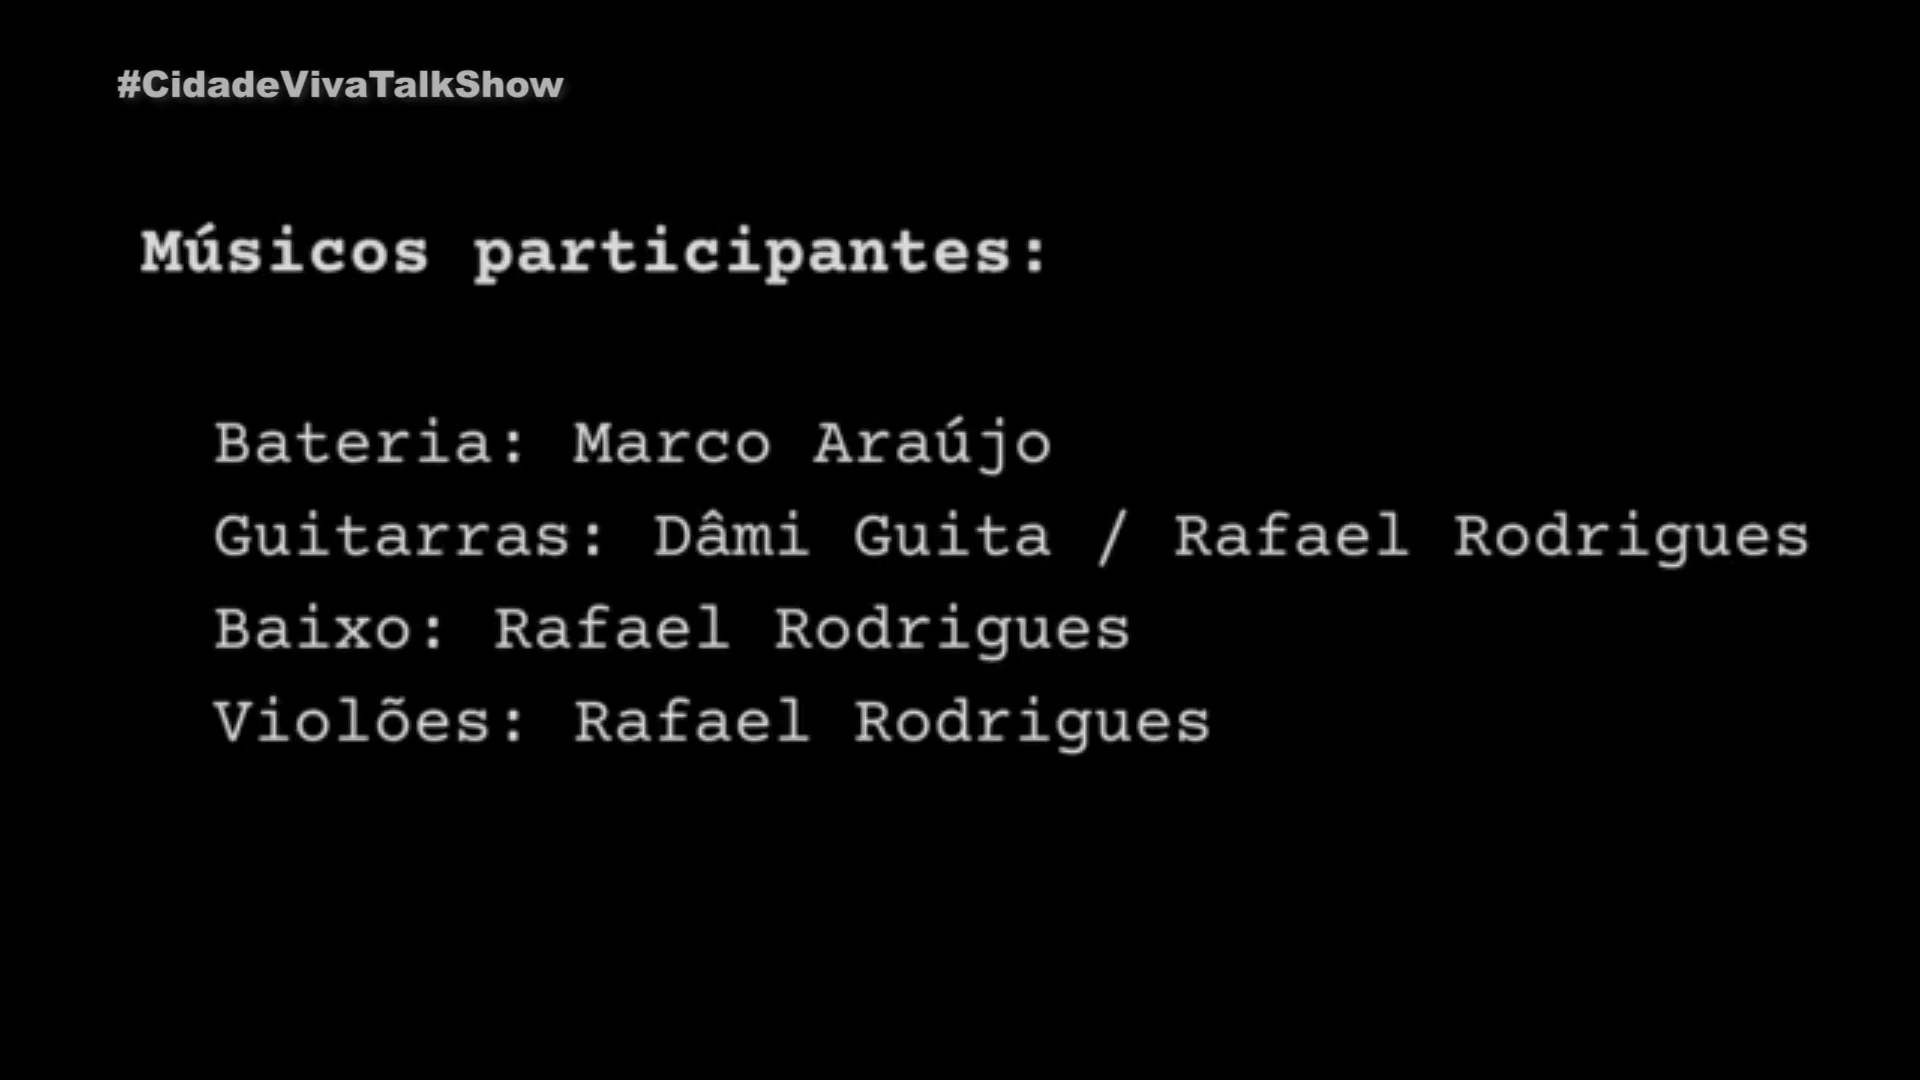 #CidadeVivaTalkShow
Músicos participantes:
Bateria: Marco Araújo
Guitarras: Dâmi Guita / Rafael Rodrigues
Baixo: Rafael Rodrigues
Violões: Rafael Rodrigues